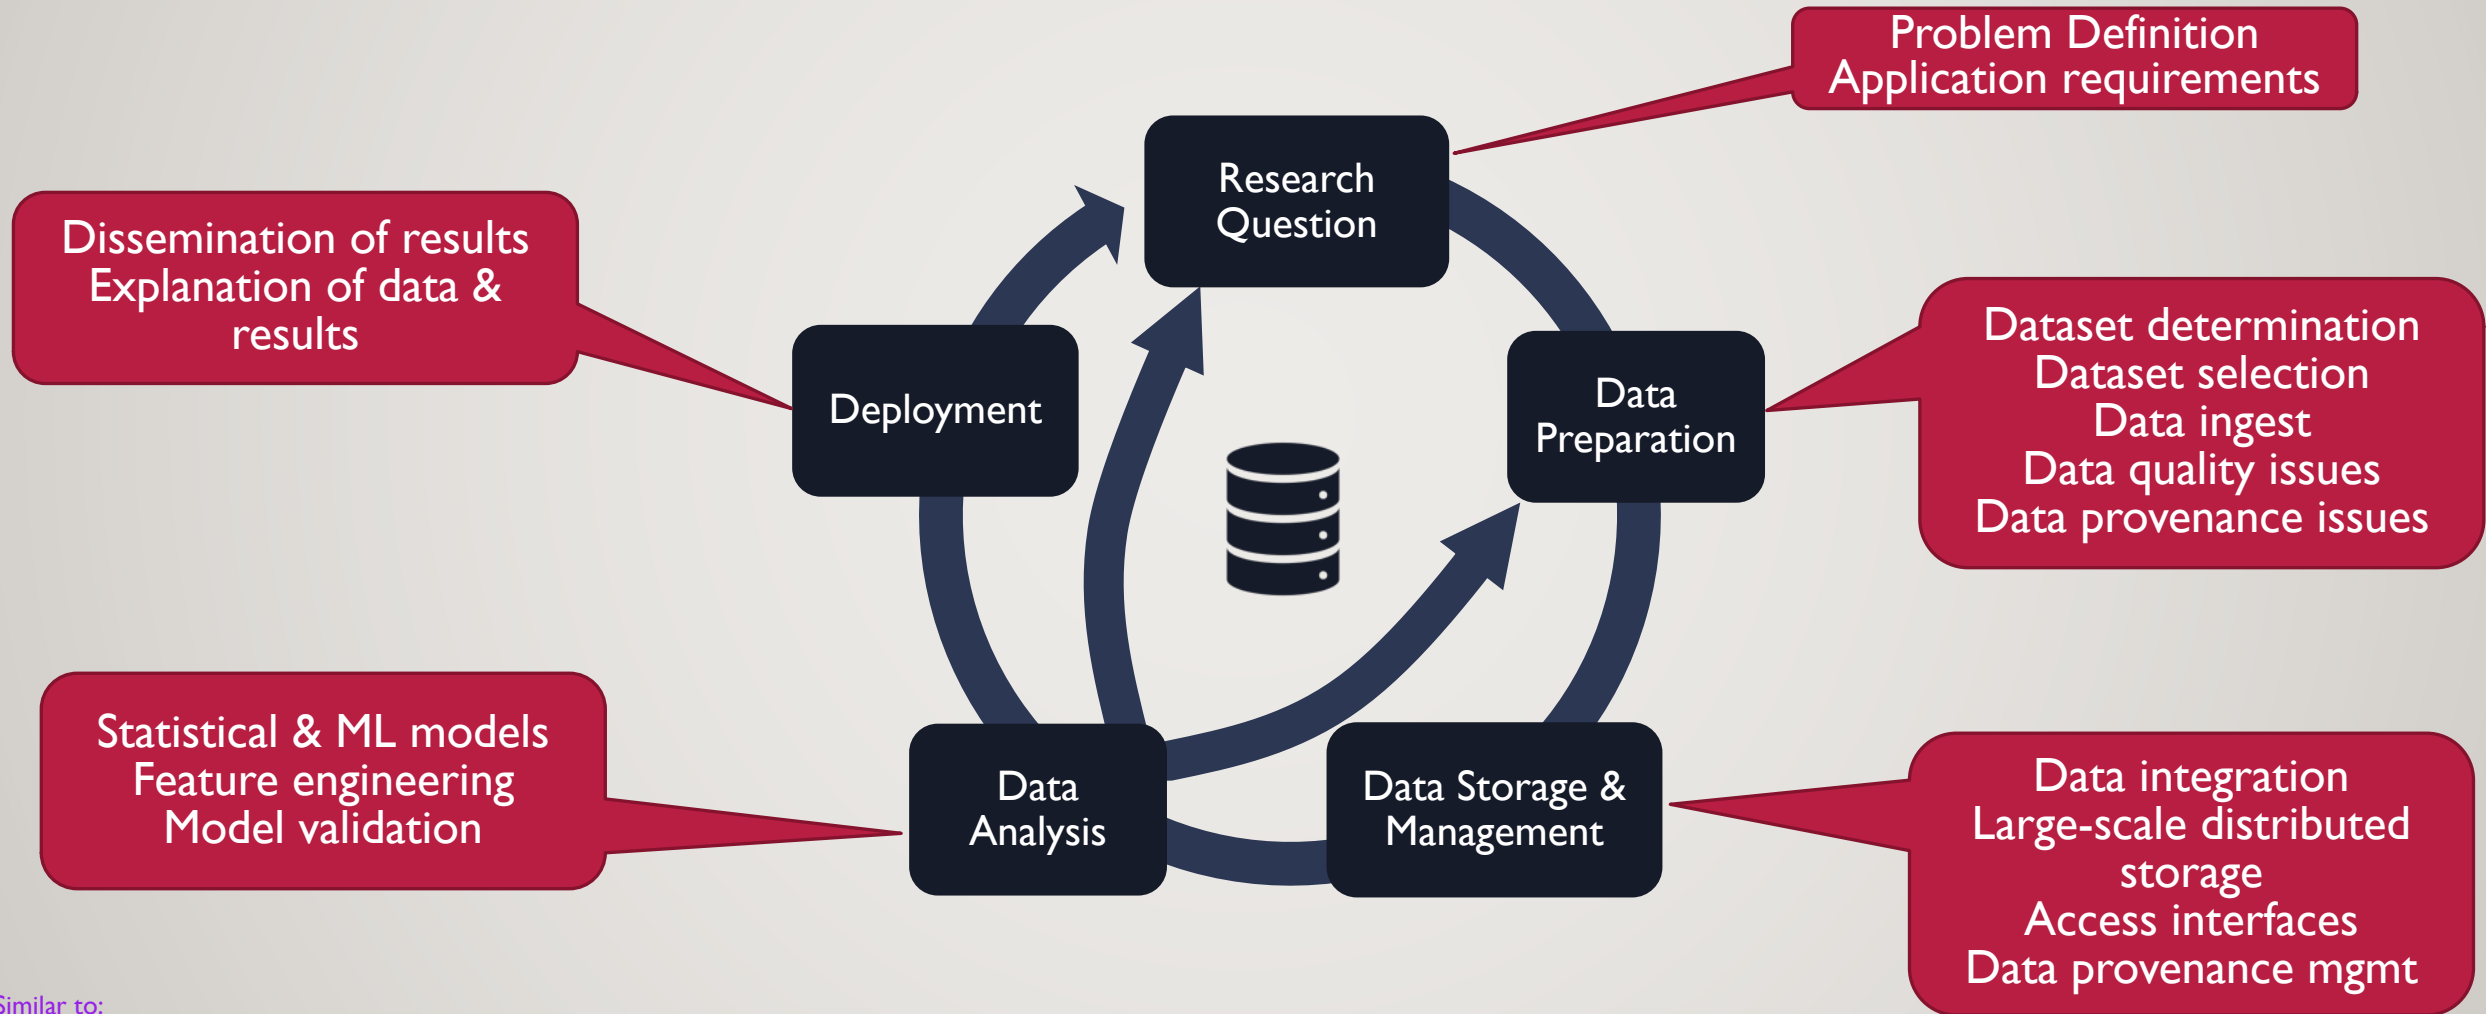 Problem Definition
Application requirements
Research
Question
Dissemination of results
Explanation of data &
results
Deployment
Data
Preparation
Dataset determination
Dataset selection
Data ingest
Data quality issues
Data provenance issues
Statistical & ML models
Feature engineering
Model validation
Data
Analysis
Data Storage &
Management
Data integration
Large-scale distributed
storage
Access interfaces
Data provenance mgmt
Similar to: